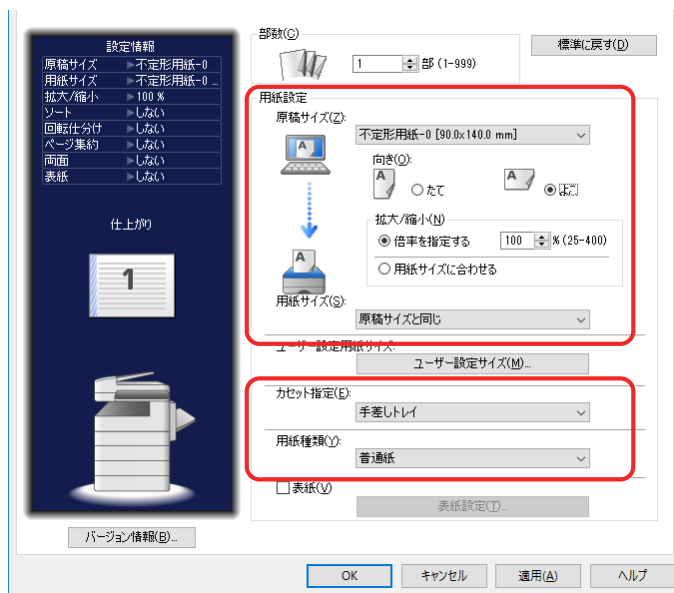 設定情報
原稿サイズ ▶不定形用紙-0
用紙サイズ ▶不定形用紙-0 ...
拡大/縮小 ▶100 %
ソート ▶しない
回転仕分け ▶しない
ページ集約 ▶しない
両面 ▶しない
表紙 ▶しない
仕上がり
1
バージョン情報(B)...
部数(C)
1 部 (1-999)
標準に戻す(D)
用紙設定
原稿サイズ(Z):
不定形用紙-0 [90.0x140.0 mm]
A
向き(O):
A たて A よこ
拡大/縮小(N)
倍率を指定する 100 % (25-400)
用紙サイズに合わせる
A
用紙サイズ(S):
原稿サイズと同じ
ユーザー設定用紙サイズ:
ユーザー設定サイズ(M)...
カセット指定(E):
手差しトレイ
用紙種類(Y):
普通紙
表紙(V)
表紙設定(T)...
OK キャンセル 適用(A) ヘルプ